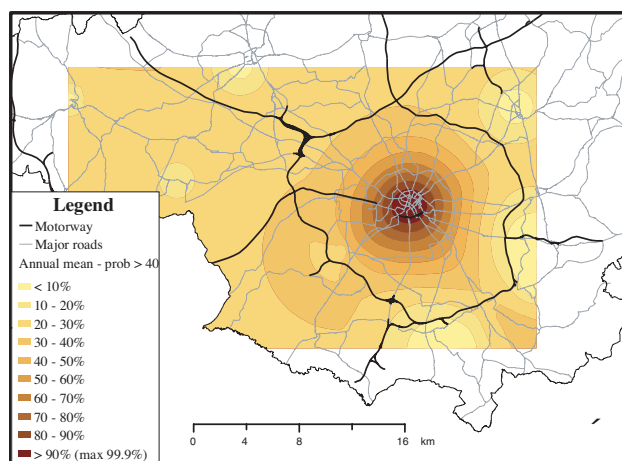 Legend
Motorway
Major roads
Annual mean - prob > 40
< 10%
10 - 20%
20 - 30%
30 - 40%
40 - 50%
50 - 60%
60 - 70%
70 - 80%
80 - 90%
> 90% (max 99.9%)
0 4 8 16 km